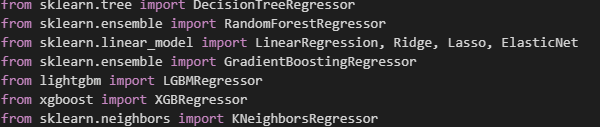 from sklearn.tree import DecisionTreeRegressor
from sklearn.ensemble import RandomForestRegressor
from sklearn.linear_model import LinearRegression, Ridge, Lasso, ElasticNet
from sklearn.ensemble import GradientBoostingRegressor
from lightgbm import LGBMRegressor
from xgboost import XGBRegressor
from sklearn.neighbors import KNeighborsRegressor